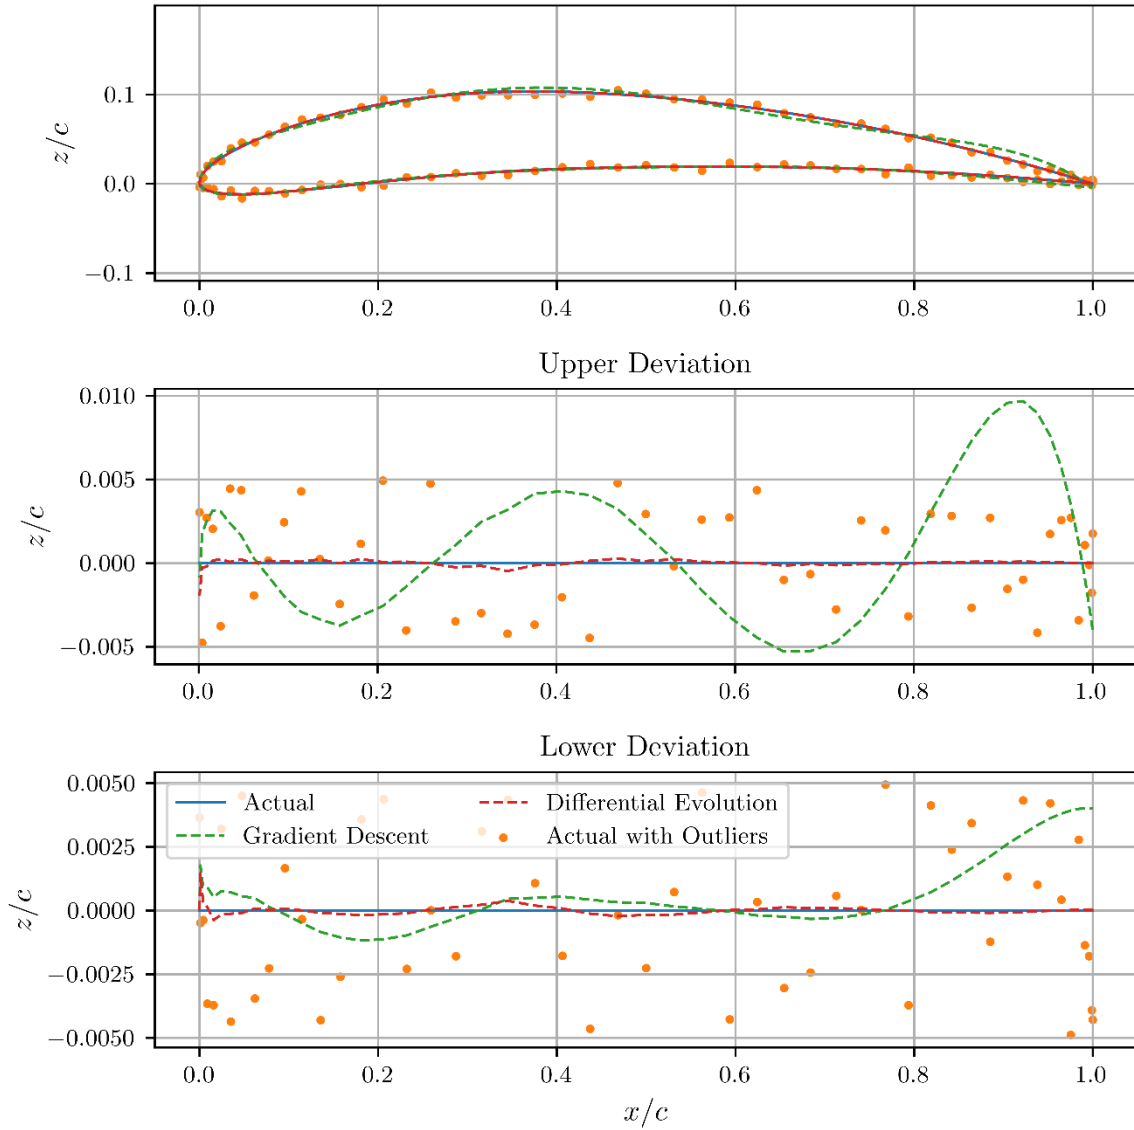 z/c
0.1
0.0
−0.1
0.0 0.2 0.4 0.6 0.8 1.0
Upper Deviation
z/c
0.010
0.005
0.000
−0.005
0.0 0.2 0.4 0.6 0.8 1.0
Lower Deviation
z/c
0.0050
0.0025
0.0000
−0.0025
−0.0050
Actual
Gradient Descent
Differential Evolution
Actual with Outliers
0.0 0.2 0.4 0.6 0.8 1.0
x/c